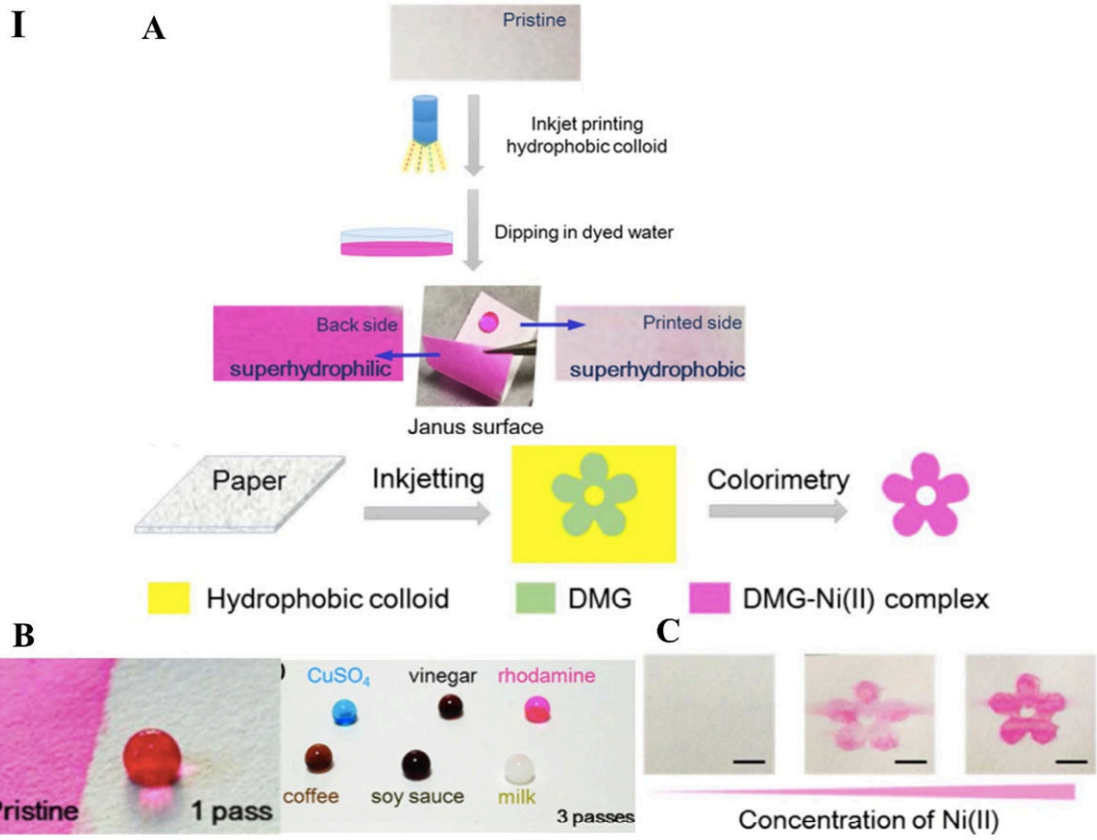 I
A
Pristine
Inkjet printing
hydrophobic colloid
Dipping in dyed water
Back side
superhydrophilic
Printed side
superhydrophobic
Janus surface
Paper
Inkjetting
Colorimetry
Hydrophobic colloid
DMG
DMG-Ni(II) complex
B
C
CuSO₄
vinegar
rhodamine
coffee
soy sauce
milk
ristine
1 pass
3 passes
Concentration of Ni(II)